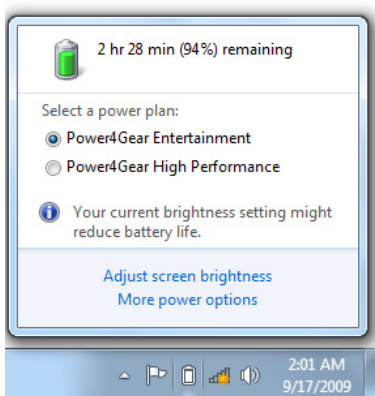 2 hr 28 min (94%) remaining
Select a power plan:
Power4Gear Entertainment
Power4Gear High Performance
Your current brightness setting might
reduce battery life.
Adjust screen brightness
More power options
2:01 AM
9/17/2009